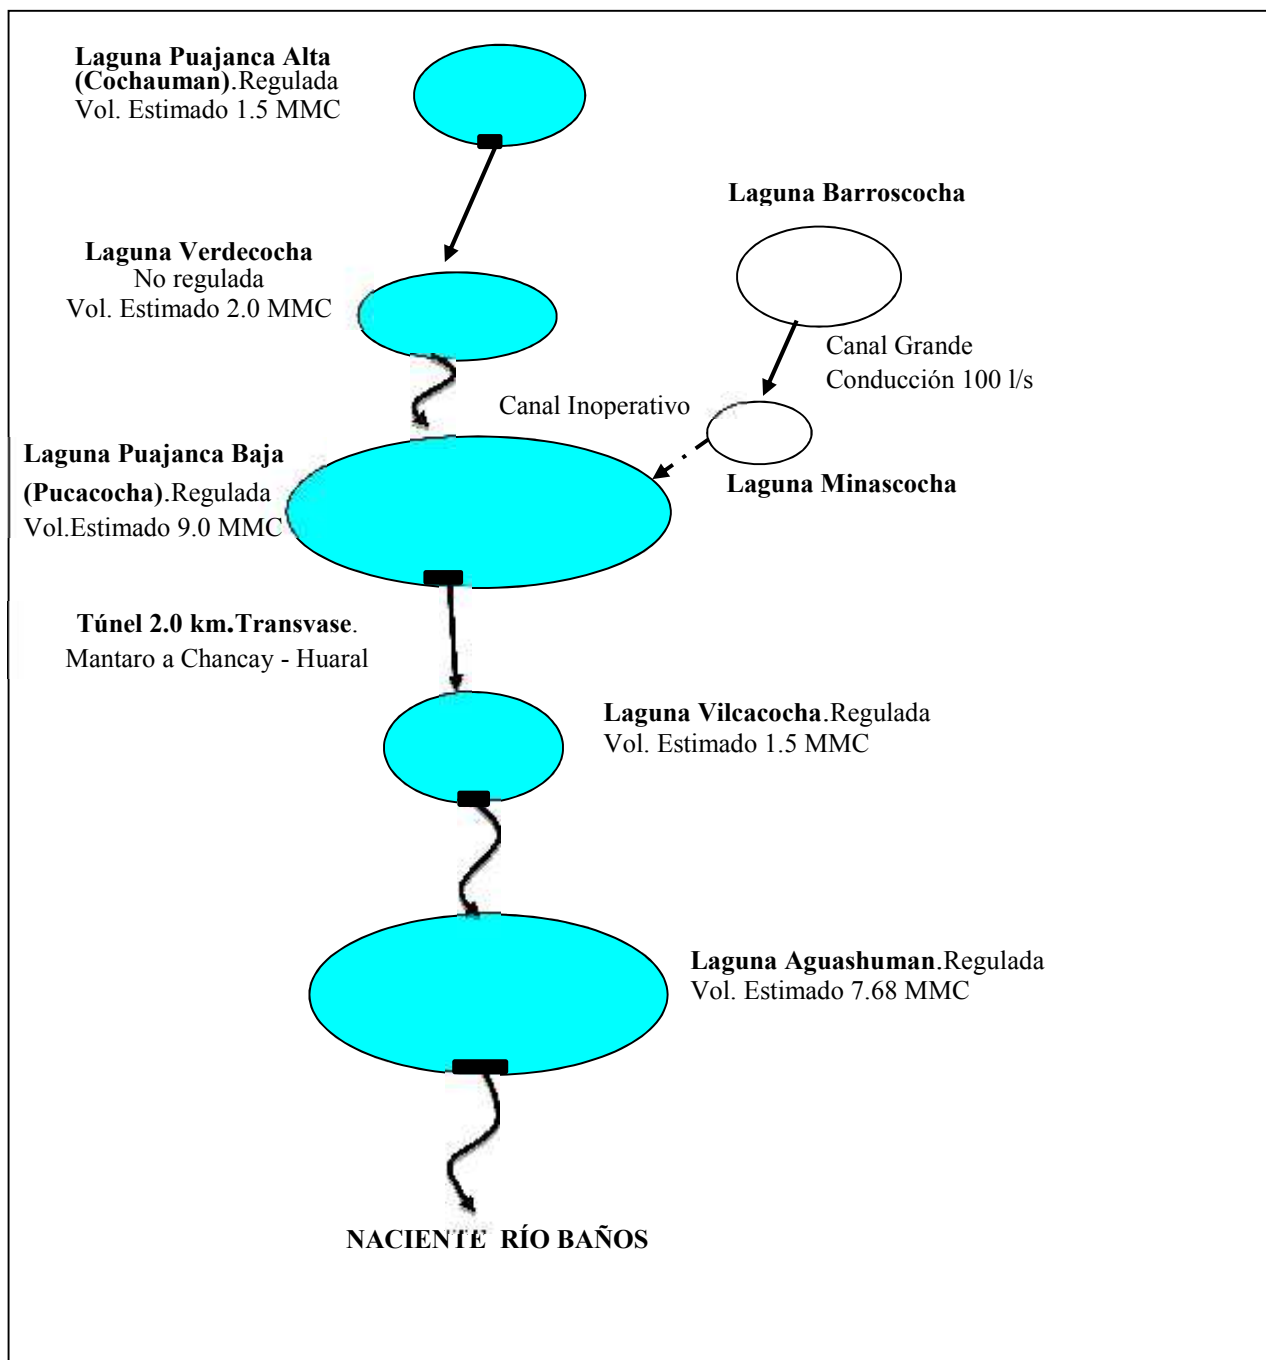 Laguna Puajanca Alta
(Cochauman).Regulada
Vol. Estimado 1.5 MMC
Laguna Barroscocha
Laguna Verdecocha
No regulada
Vol. Estimado 2.0 MMC
Canal Grande
Conducción 100 l/s
Canal Inoperativo
Laguna Puajanca Baja
(Pucacocha).Regulada
Vol.Estimado 9.0 MMC
Laguna Minascocha
Túnel 2.0 km.Transvase.
Mantaro a Chancay - Huaral
Laguna Vilcacocha.Regulada
Vol. Estimado 1.5 MMC
Laguna Aguashuman.Regulada
Vol. Estimado 7.68 MMC
NACIENTE RÍO BAÑOS